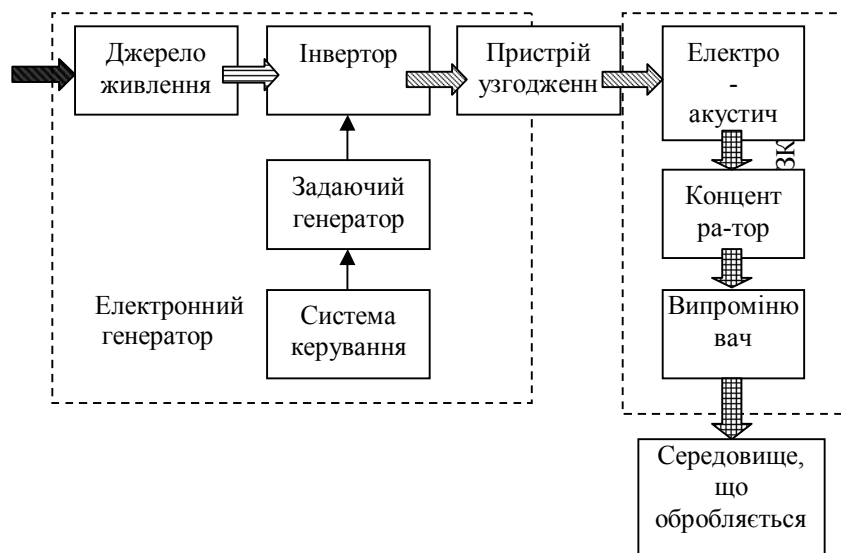 Джерело
живлення
Інвертор
Пристрій
узгодженн
Електро
-
акустич
ЗК
Задаючий
генератор
Концент
ра-тор
Електронний
генератор
Система
керування
Випроміню
вач
Середовище,
що
обробляється